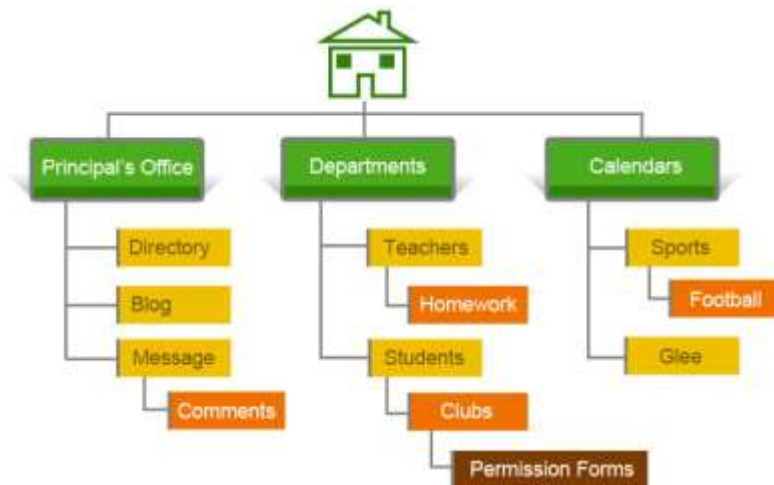 Principal's Office
Departments
Calendars
Directory
Blog
Message
Comments
Teachers
Homework
Students
Clubs
Permission Forms
Sports
Football
Glee